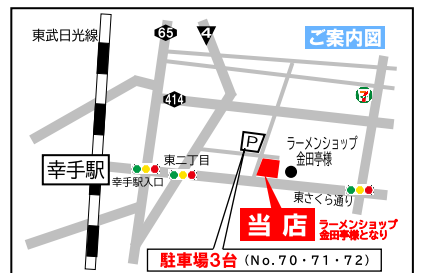 東武日光線
65
4
ご案内図
7
414
P
ラーメンショップ
金田亭様
東二丁目
幸手駅
幸手駅入口
東さくら通り
当店
ラーメンショップ
金田亭様となり
駐車場3台（No.70・71・72）